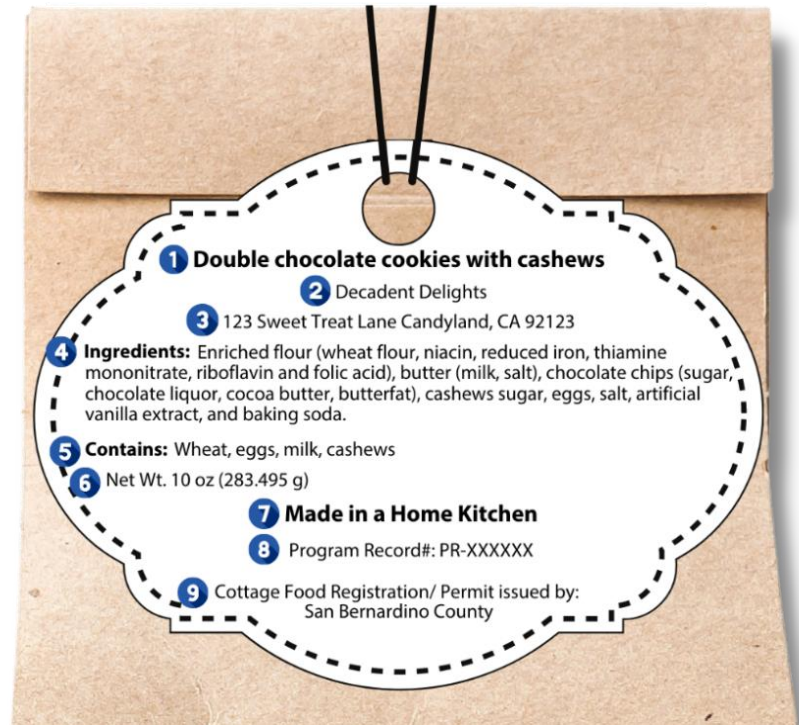 1 Double chocolate cookies with cashews
2 Decadent Delights
3 123 Sweet Treat Lane Candyland, CA 92123
4 Ingredients: Enriched flour (wheat flour, niacin, reduced iron, thiamine
mononitrate, riboflavin and folic acid), butter (milk, salt), chocolate chips (sugar,
chocolate liquor, cocoa butter, butterfat), cashews sugar, eggs, salt, artificial
vanilla extract, and baking soda.
5 Contains: Wheat, eggs, milk, cashews
6 Net Wt. 10 oz (283.495 g)
7 Made in a Home Kitchen
8 Program Record#: PR-XXXXXX
9 Cottage Food Registration/ Permit issued by:
San Bernardino County